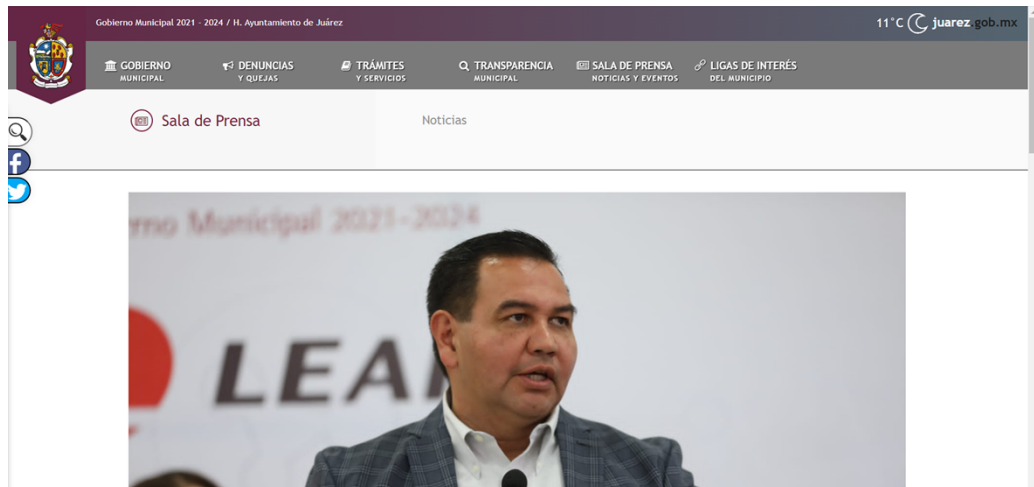 Gobierno Municipal 2021 - 2024 / H. Ayuntamiento de Juárez
11°C juarez.gob.mx
GOBIERNO
MUNICIPAL
DENUNCIAS
Y QUEJAS
TRÁMITES
Y SERVICIOS
TRANSPARENCIA
MUNICIPAL
SALA DE PRENSA
NOTICIAS Y EVENTOS
LIGAS DE INTERÉS
DEL MUNICIPIO
Sala de Prensa
Noticias
rno Municipal 2021-2024
LEA